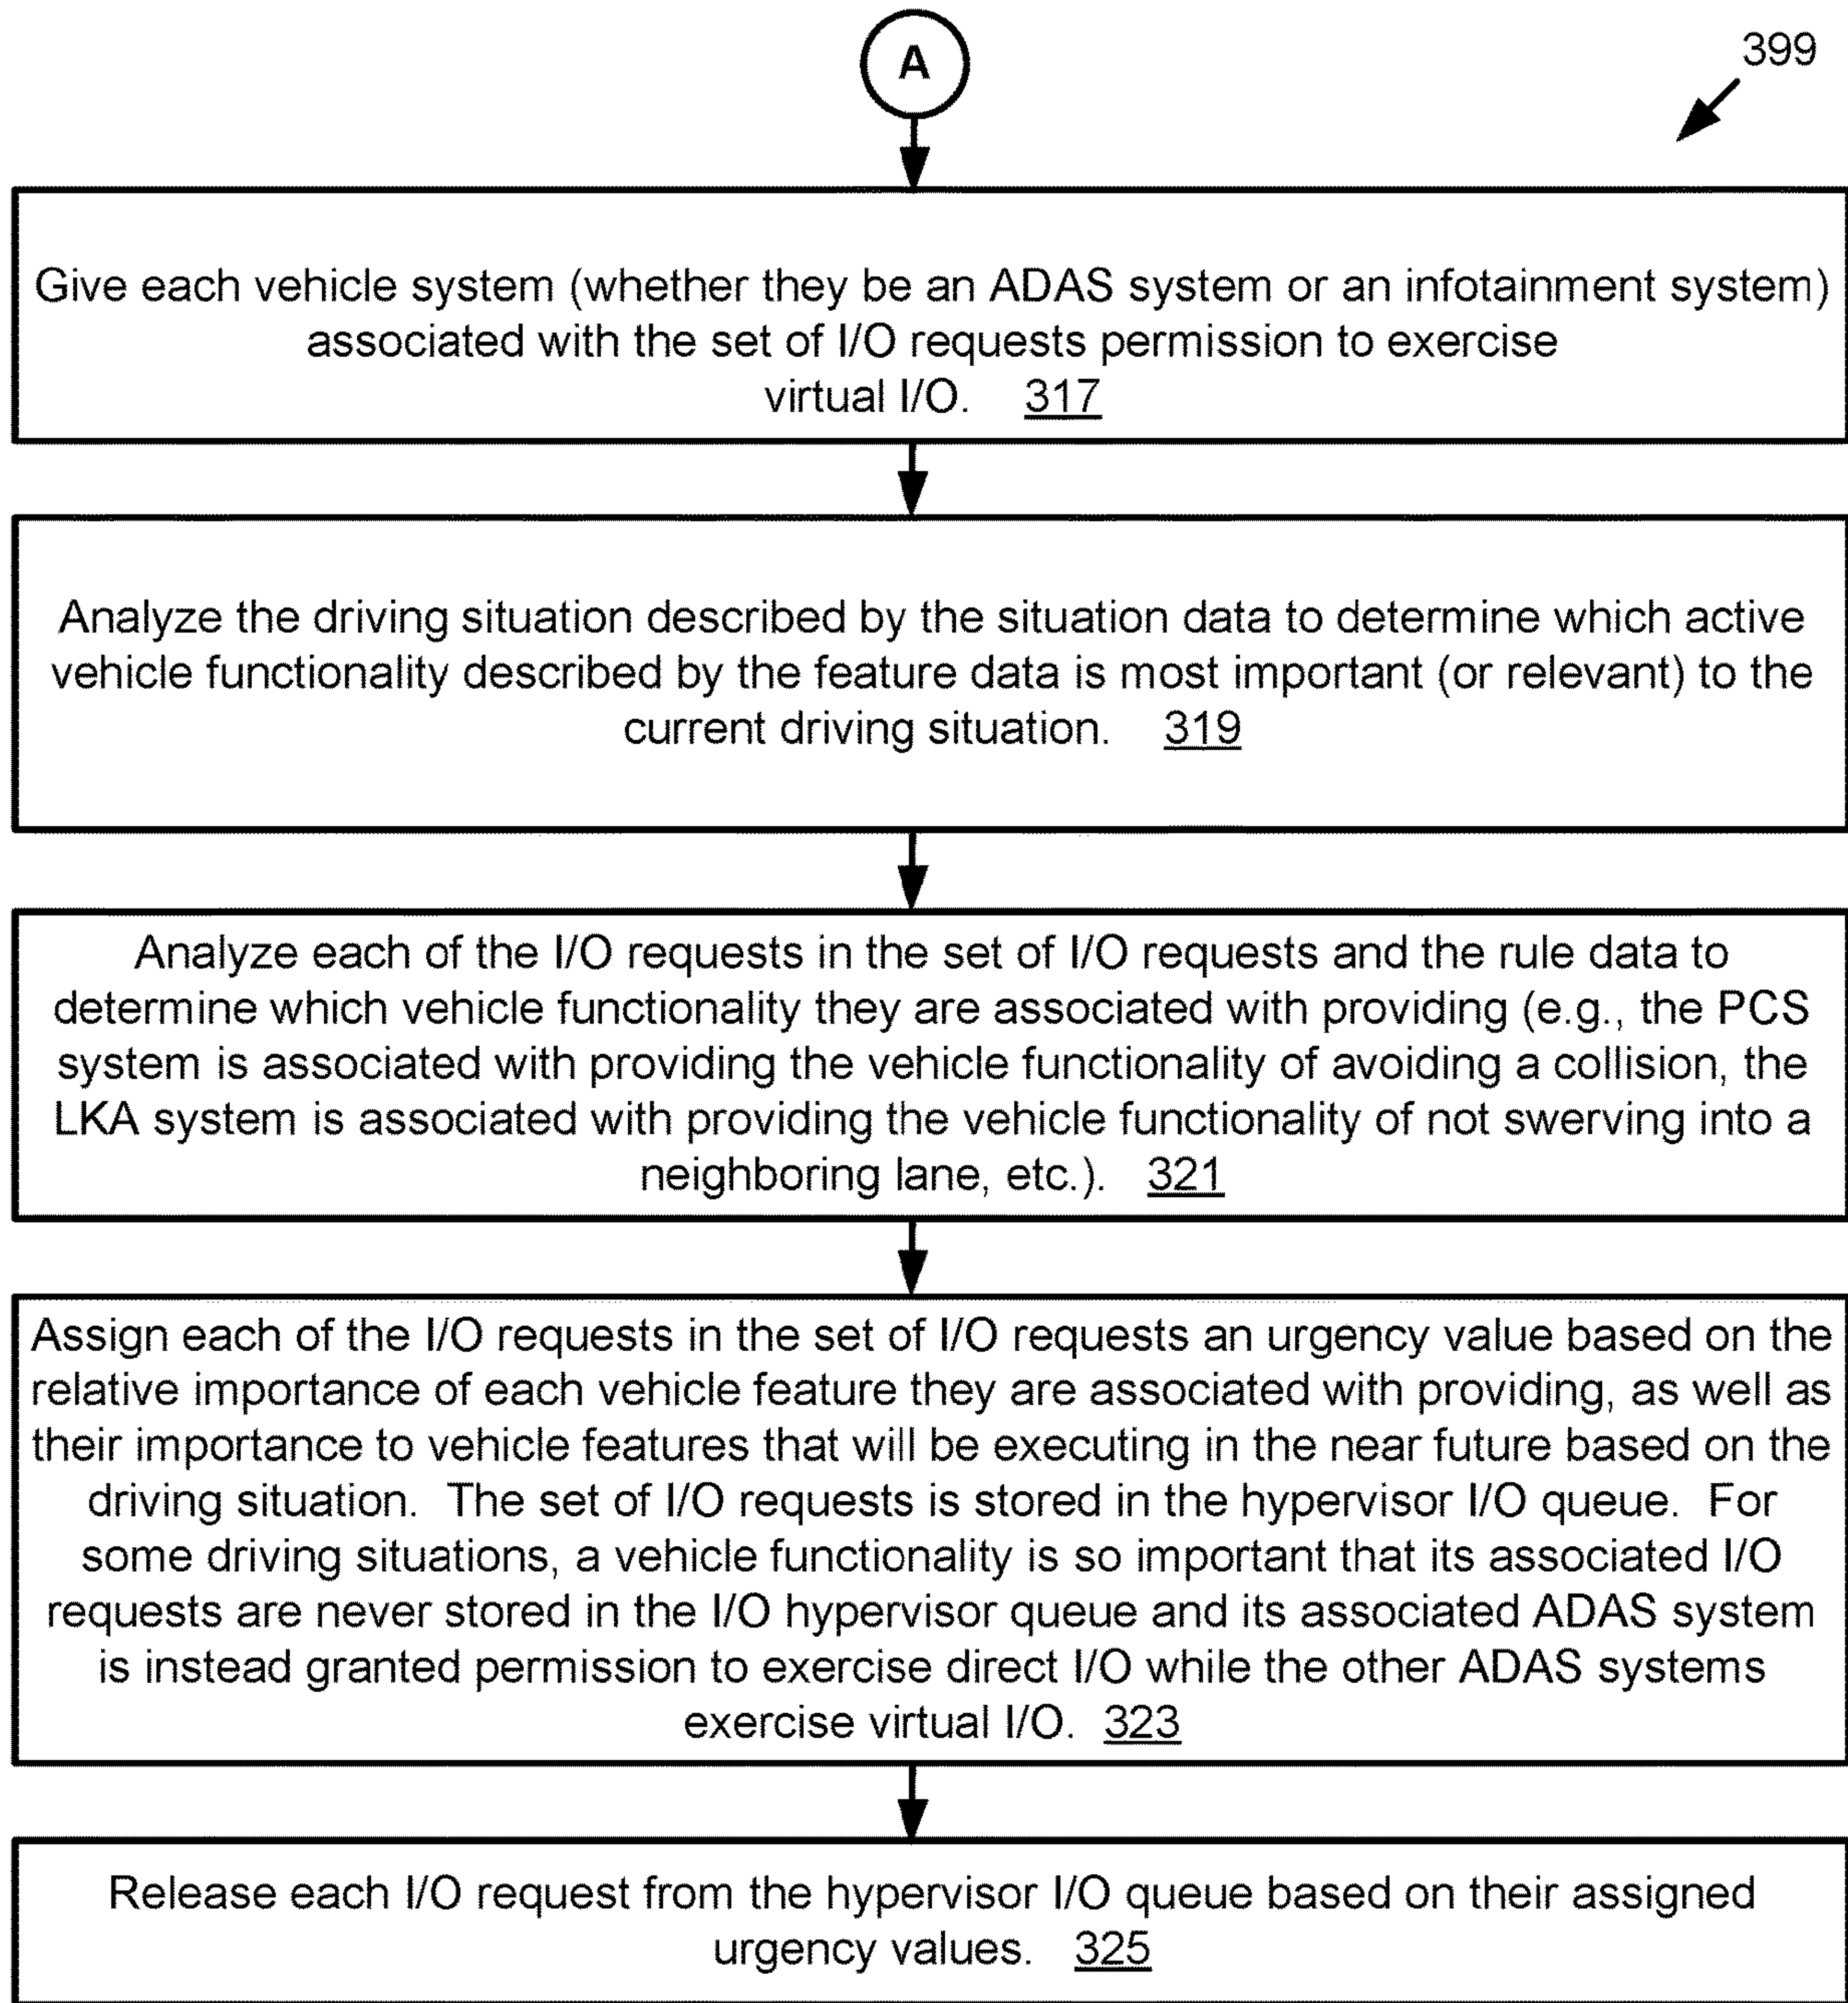 A
399
Give each vehicle system (whether they be an ADAS system or an infotainment system)
associated with the set of I/O requests permission to exercise
virtual I/O. 317
Analyze the driving situation described by the situation data to determine which active
vehicle functionality described by the feature data is most important (or relevant) to the
current driving situation. 319
Analyze each of the I/O requests in the set of I/O requests and the rule data to
determine which vehicle functionality they are associated with providing (e.g., the PCS
system is associated with providing the vehicle functionality of avoiding a collision, the
LKA system is associated with providing the vehicle functionality of not swerving into a
neighboring lane, etc.). 321
Assign each of the I/O requests in the set of I/O requests an urgency value based on the
relative importance of each vehicle feature they are associated with providing, as well as
their importance to vehicle features that will be executing in the near future based on the
driving situation. The set of I/O requests is stored in the hypervisor I/O queue. For
some driving situations, a vehicle functionality is so important that its associated I/O
requests are never stored in the I/O hypervisor queue and its associated ADAS system
is instead granted permission to exercise direct I/O while the other ADAS systems
exercise virtual I/O. 323
Release each I/O request from the hypervisor I/O queue based on their assigned
urgency values. 325